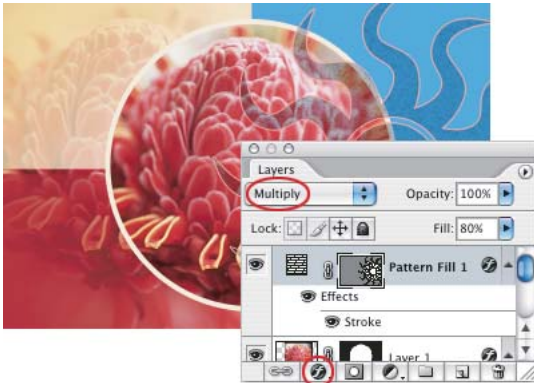 Layers
Multiply Opacity: 100%
Lock: Fill: 80%
Pattern Fill 1
Effects
Stroke
Layer 1